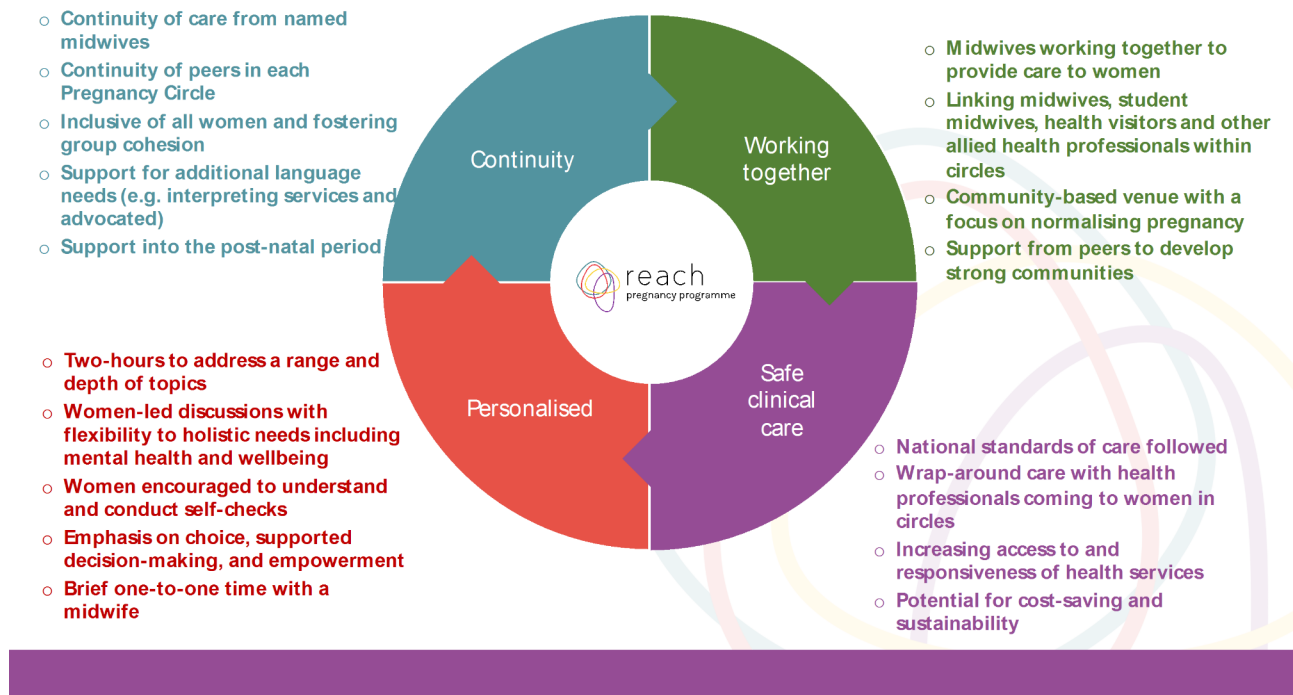 ○ Continuity of care from named
midwives
○ Continuity of peers in each
Pregnancy Circle
○ Inclusive of all women and fostering
group cohesion
○ Support for additional language
needs (e.g. interpreting services and
advocated)
○ Support into the post-natal period
Continuity
Working
together
○ Midwives working together to
provide care to women
○ Linking midwives, student
midwives, health visitors and other
allied health professionals within
circles
○ Community-based venue with a
focus on normalising pregnancy
○ Support from peers to develop
strong communities
reach
pregnancy programme
○ Two-hours to address a range and
depth of topics
○ Women-led discussions with
flexibility to holistic needs including
mental health and wellbeing
○ Women encouraged to understand
and conduct self-checks
○ Emphasis on choice, supported
decision-making, and empowerment
○ Brief one-to-one time with a
midwife
Personalised
Safe
clinical
care
○ National standards of care followed
○ Wrap-around care with health
professionals coming to women in
circles
○ Increasing access to and
responsiveness of health services
○ Potential for cost-saving and
sustainability